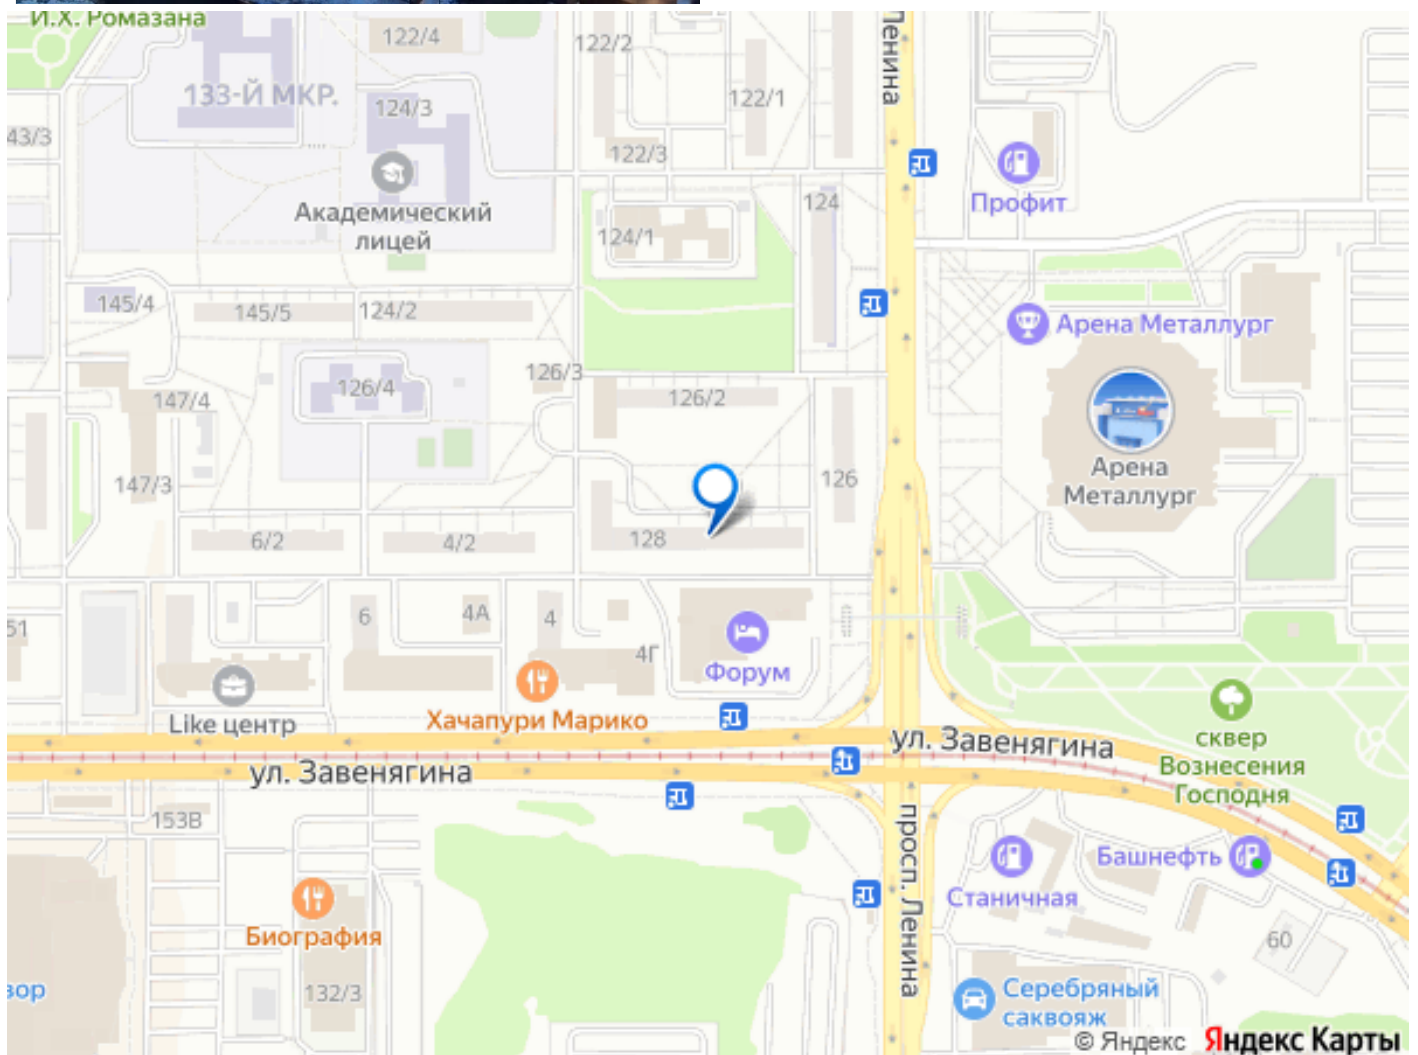 И.Х. Ромазана
122/4
122/2
Ленина
133-Й МКР.
124/3
122/1
43/3
122/3
Профит
Академический
лицей
124
124/1
145/4
145/5
124/2
Арена Металлург
126/3
126/4
126/2
147/4
Арена
Металлург
126
147/3
6/2
4/2
128
51
6
4А
4
4Г
Форум
Like центр
Хачапури Марико
ул. Завенягина
сквер
Вознесения
Господня
ул. Завенягина
153В
просп. Ленина
Башнефть
Станичная
Биография
60
132/3
зор
Серебряный
саквояж
© Яндекс Яндекс Карты